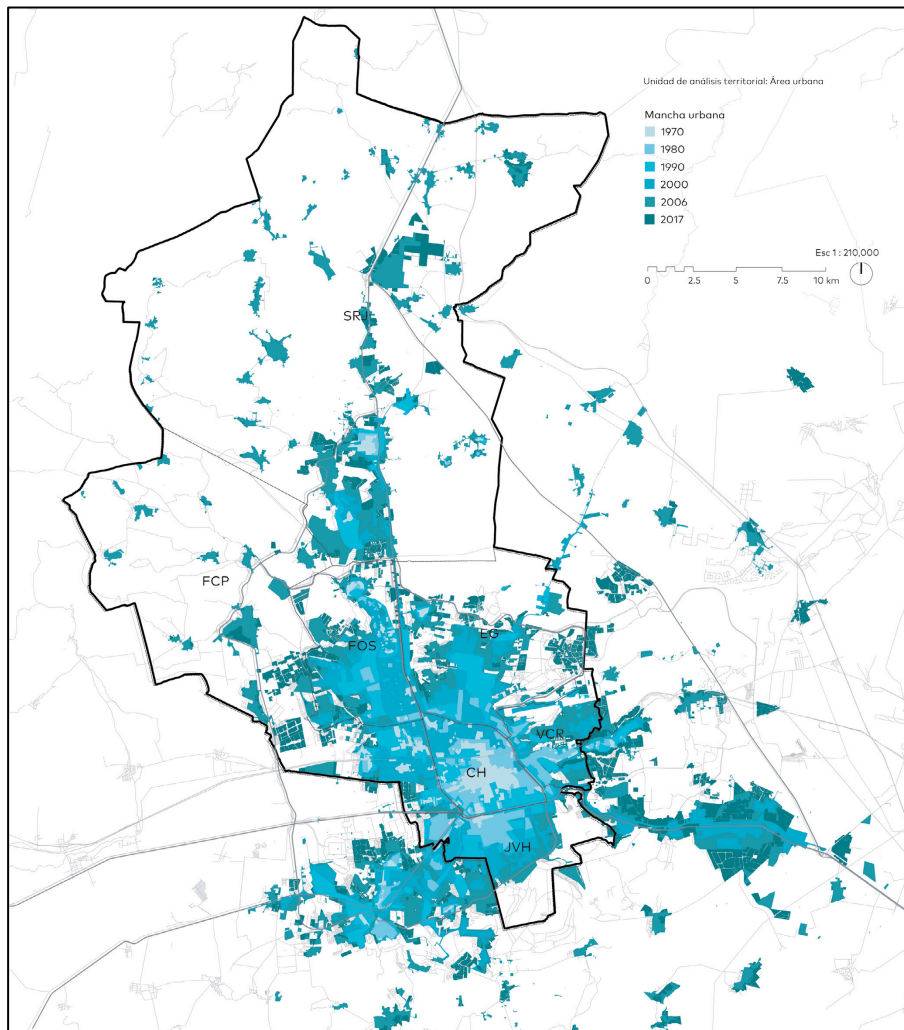 Unidad de análisis territorial: Área urbana
Mancha urbana
1970
1980
1990
2000
2006
2017
Esc 1 : 210,000
0 2.5 5 7.5 10 km
SRJ
FCP
FOS
EG
VCR
CH
JVH